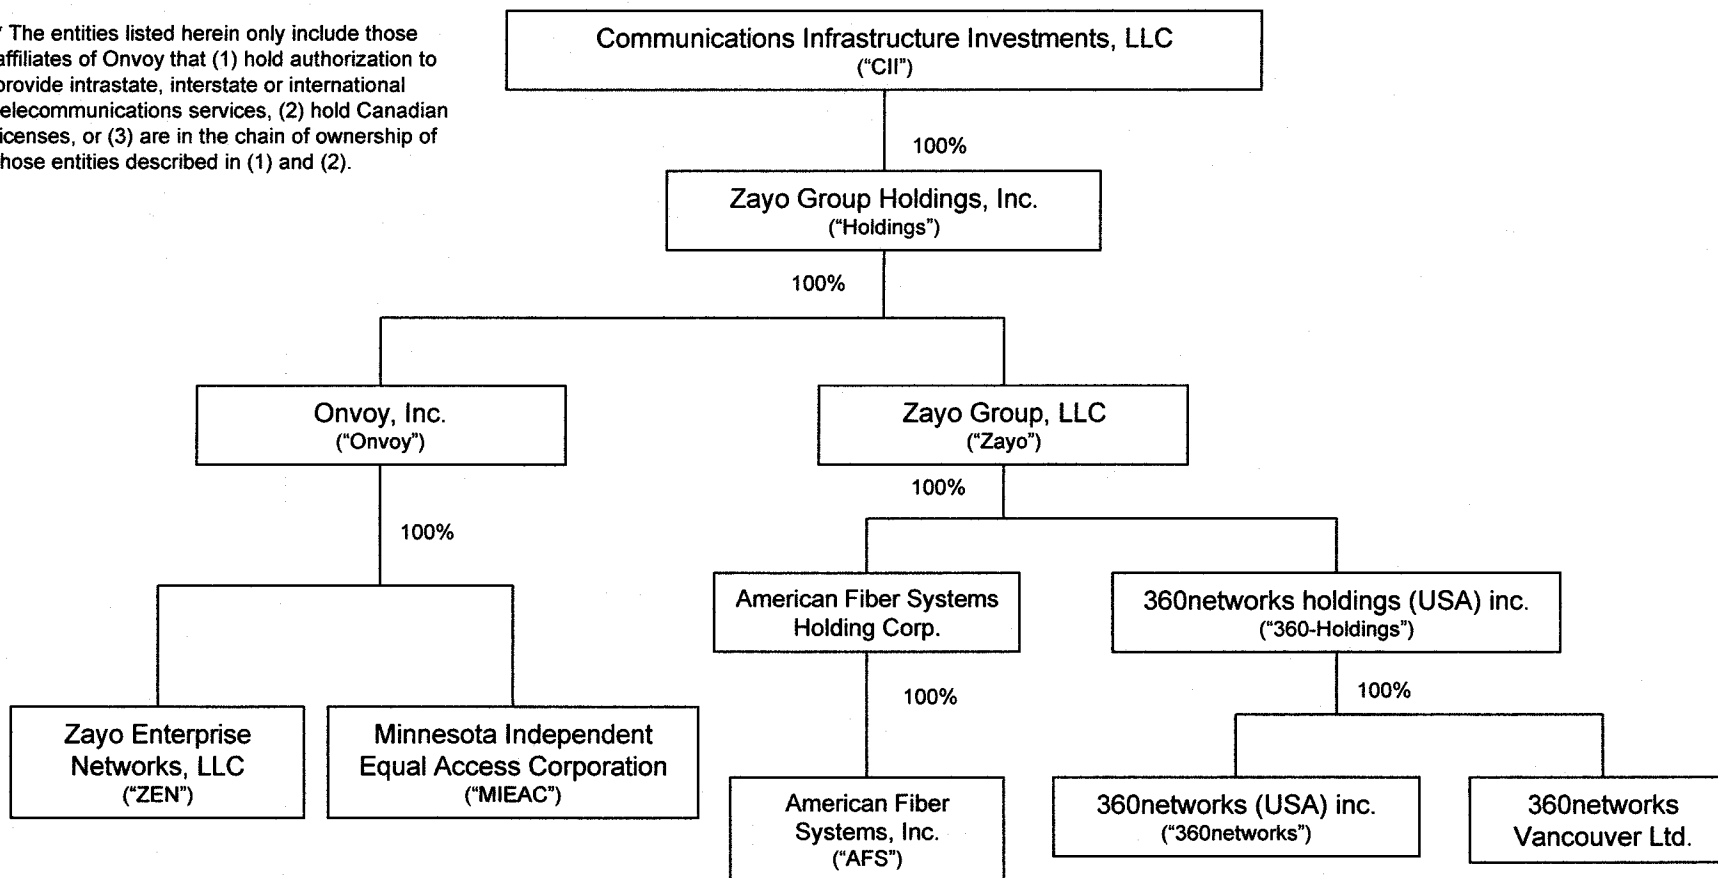 * The entities listed herein only include those
affiliates of Onvoy that (1) hold authorization to
provide intrastate, interstate or international
telecommunications services, (2) hold Canadian
licenses, or (3) are in the chain of ownership of
those entities described in (1) and (2).
Communications Infrastructure Investments, LLC
("CII")
100%
Zayo Group Holdings, Inc.
("Holdings")
100%
Onvoy, Inc.
("Onvoy")
Zayo Group, LLC
("Zayo")
100%
100%
American Fiber Systems
Holding Corp.
360networks holdings (USA) inc.
("360-Holdings")
100%
100%
Zayo Enterprise
Networks, LLC
("ZEN")
Minnesota Independent
Equal Access Corporation
("MIEAC")
American Fiber
Systems, Inc.
("AFS")
360networks (USA) inc.
("360networks")
360networks
Vancouver Ltd.